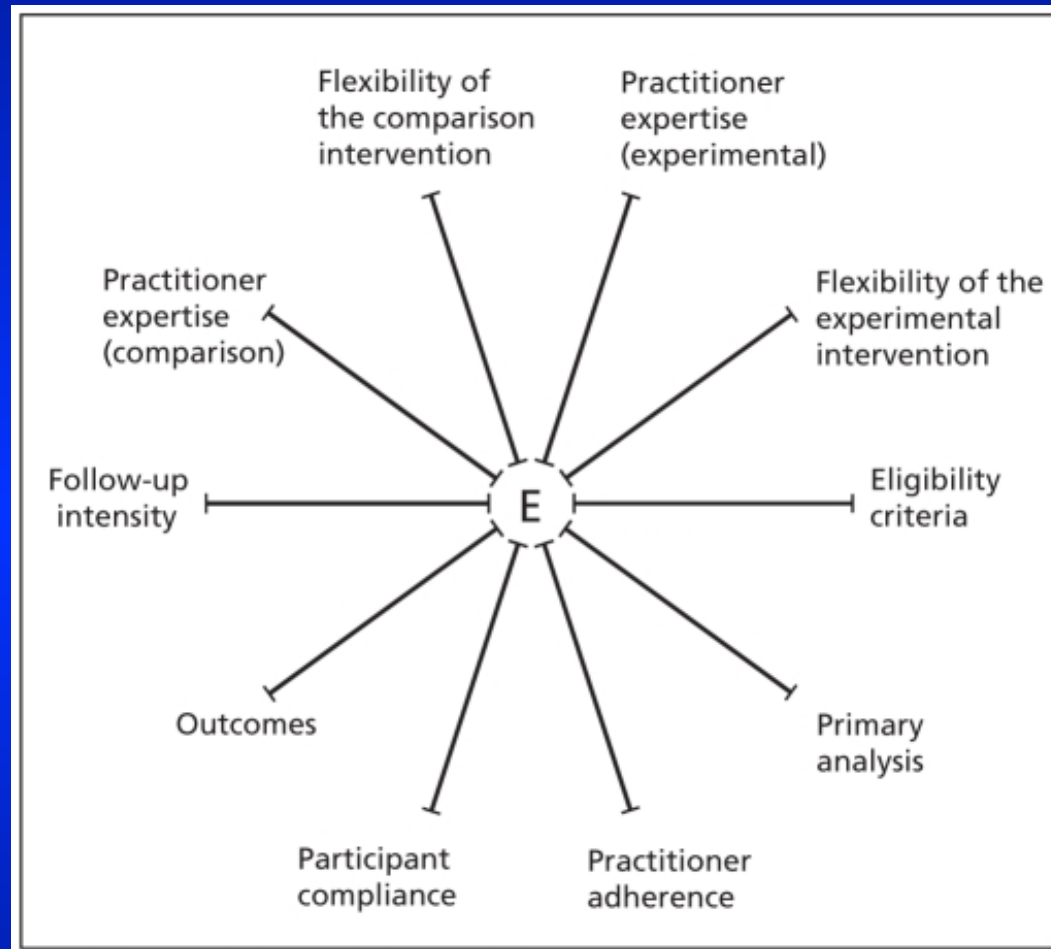 Flexibility of
the comparison
intervention
Practitioner
expertise
(experimental)
Practitioner
expertise
(comparison)
Flexibility of the
experimental
intervention
Follow-up
intensity
E
Eligibility
criteria
Outcomes
Primary
analysis
Participant
compliance
Practitioner
adherence